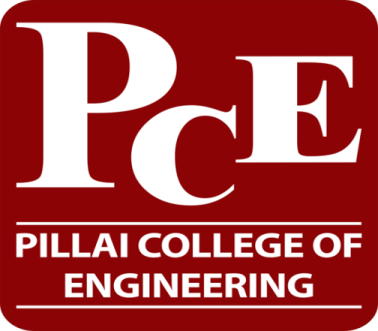 PCE
PILLAI COLLEGE OF
ENGINEERING